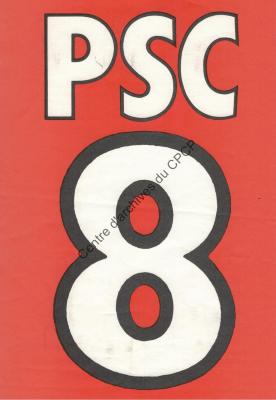 PSC
8
Centre d'archives du CPCP